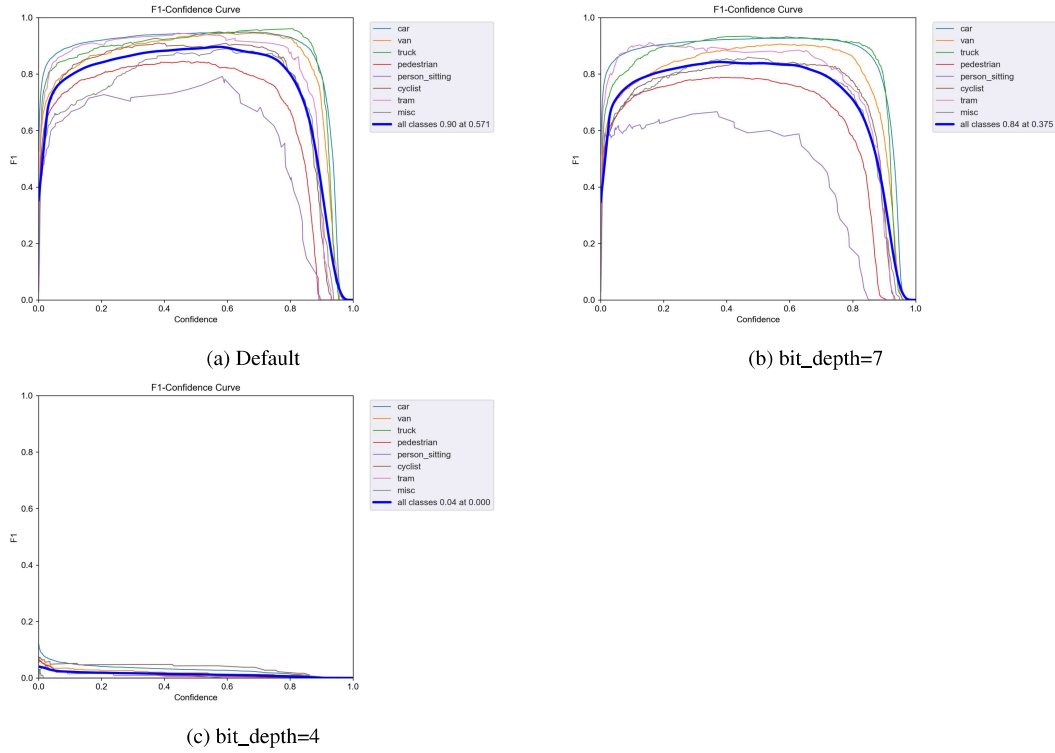 F1-Confidence Curve
1.0
0.8
0.6
0.4
0.2
0.0
F1
0.0 0.2 0.4 0.6 0.8 1.0
Confidence
car
van
truck
pedestrian
person_sitting
cyclist
tram
misc
all classes 0.90 at 0.571
(a) Default
F1-Confidence Curve
1.0
0.8
0.6
0.4
0.2
0.0
F1
0.0 0.2 0.4 0.6 0.8 1.0
Confidence
car
van
truck
pedestrian
person_sitting
cyclist
tram
misc
all classes 0.84 at 0.375
(b) bit_depth=7
F1-Confidence Curve
1.0
0.8
0.6
0.4
0.2
0.0
F1
0.0 0.2 0.4 0.6 0.8 1.0
Confidence
car
van
truck
pedestrian
person_sitting
cyclist
tram
misc
all classes 0.04 at 0.000
(c) bit_depth=4